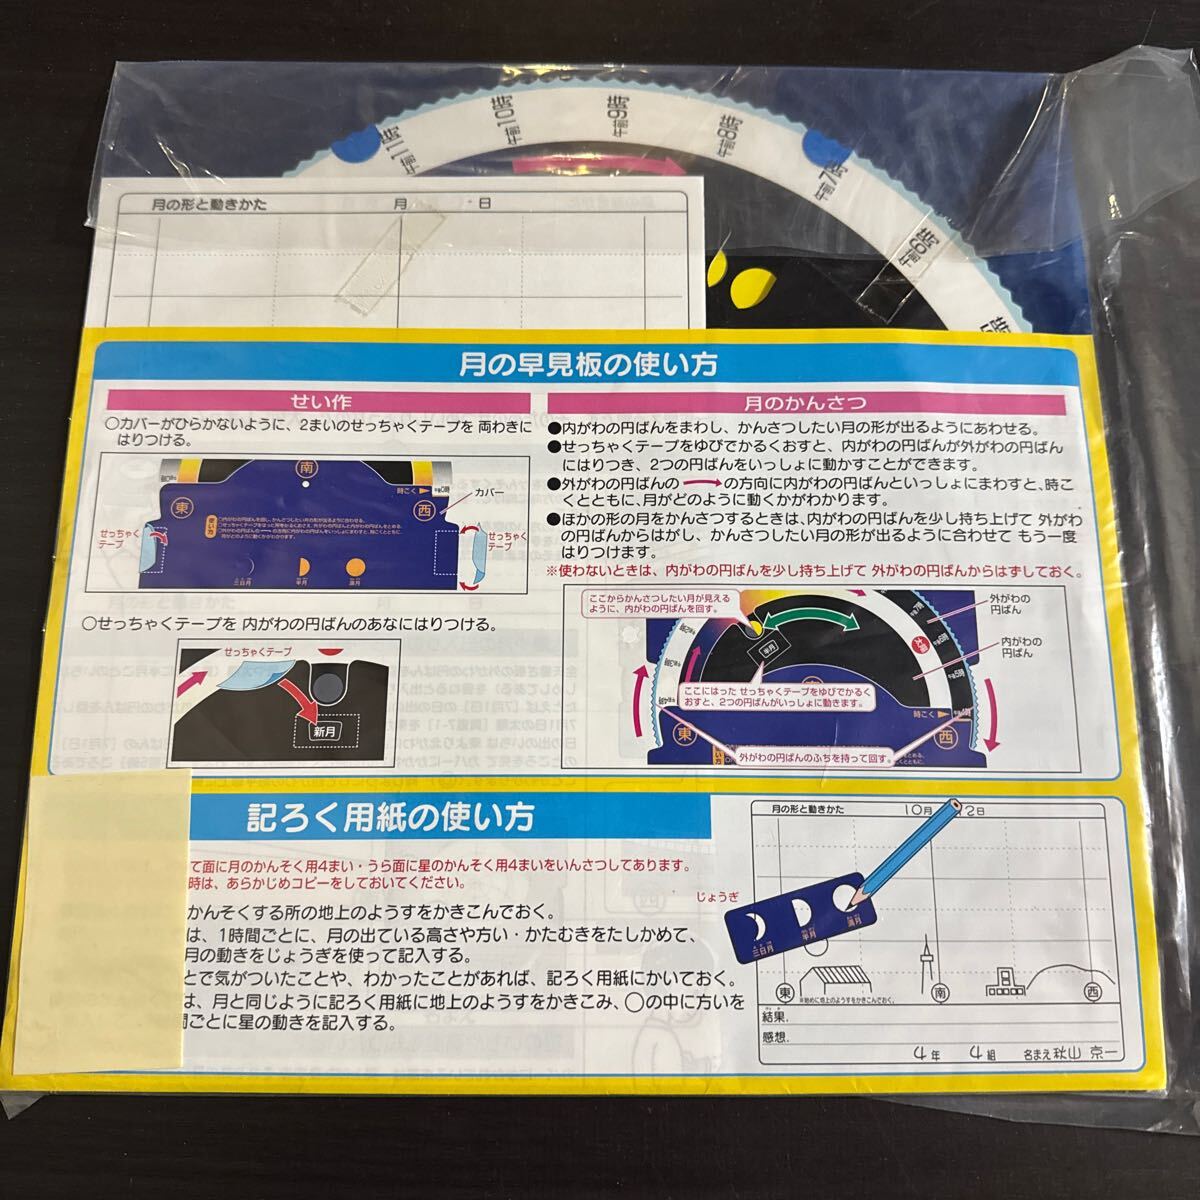 午前11時
午前10時
午前9時
午前8時
午前7時
午前6時
月の形と動きかた　月　日
月の早見板の使い方
せい作
○カバーがひらかないように、2まいのせっちゃくテープを 両わきに
はりつける。
南
東
西
時こく
カバー
せっちゃく
テープ
せっちゃく
テープ
使い方
三日月
半月
満月
○せっちゃくテープを 内がわの円ばんのあなにはりつける。
せっちゃくテープ
新月
月のかんさつ
●内がわの円ばんをまわし、かんさつしたい月の形が出るようにあわせる。
●せっちゃくテープをゆびでかるくおすと、内がわの円ばんが外がわの円ばん
にはりつき、2つの円ばんをいっしょに動かすことができます。
●外がわの円ばんの → の方向に内がわの円ばんといっしょにまわすと、時こ
くとともに、月がどのように動くかがわかります。
●ほかの形の月をかんさつするときは、内がわの円ばんを少し持ち上げて 外がわ
の円ばんからはがし、かんさつしたい月の形が出るように合わせて もう一度
はりつけます。
※使わないときは、内がわの円ばんを少し持ち上げて 外がわの円ばんからはずしておく。
ここからかんさつしたい月が見える
ように、内がわの円ばんを回す。
外がわの
円ばん
内がわの
円ばん
太陽
半月
ここにはった せっちゃくテープをゆびでかるく
おすと、2つの円ばんがいっしょに動きます。
時こく
東
西
外がわの円ばんのふちを持って回す。
記ろく用紙の使い方
て面に月のかんそく用4まい・うら面に星のかんそく用4まいをいんさつしてあります。
時は、あらかじめコピーをしておいてください。
かんそくする所の地上のようすをかきこんでおく。
は、1時間ごとに、月の出ている高さや方い・かたむきをたしかめて、
月の動きをじょうぎを使って記入する。
とで気がついたことや、わかったことがあれば、記ろく用紙にかいておく。
は、月と同じように記ろく用紙に地上のようすをかきこみ、○の中に方いを
間ごとに星の動きを記入する。
月の形と動きかた　10月 12日
じょうぎ
三日月
半月
満月
東
※始めに地上のようすをかきこんでおく。
南
西
結果.
感想.
4年　4組　名まえ 秋山 京一